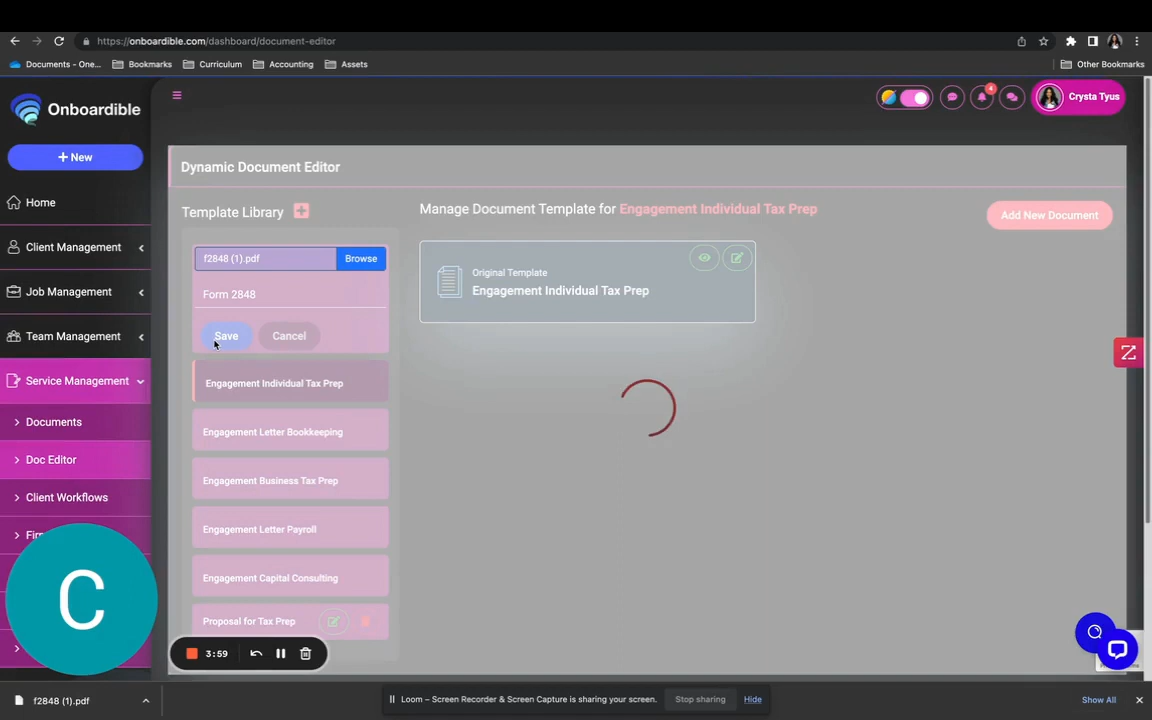 https://onboardible.com/dashboard/document-editor
Documents - One...
Bookmarks
Curriculum
Accounting
Assets
Other Bookmarks
Onboardible
4
Crysta Tyus
+ New
Home
Client Management
Job Management
Team Management
Service Management
Documents
Doc Editor
Client Workflows
Dynamic Document Editor
Template Library
Manage Document Template for Engagement Individual Tax Prep
Add New Document
f2848 (1).pdf
Browse
Form 2848
Save
Cancel
Original Template
Engagement Individual Tax Prep
Engagement Individual Tax Prep
Engagement Letter Bookkeeping
Engagement Business Tax Prep
Engagement Letter Payroll
Engagement Capital Consulting
Proposal for Tax Prep
C
3:59
f2848 (1).pdf
Loom – Screen Recorder & Screen Capture is sharing your screen.
Stop sharing
Hide
Show All